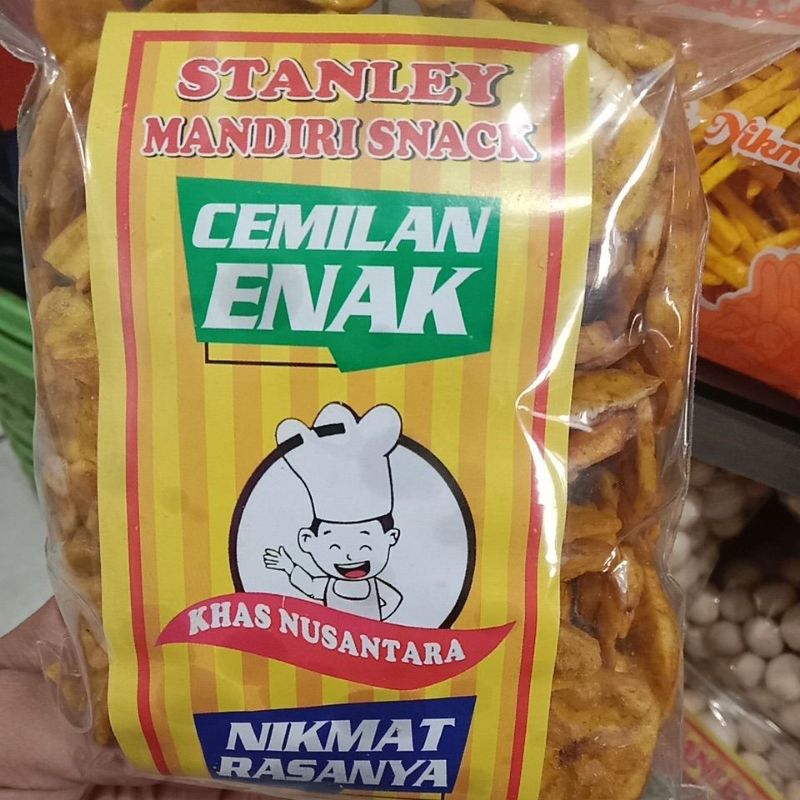 STANLEY
MANDIRI SNACK
CEMILAN
ENAK
KHAS NUSANTARA
NIKMAT
RASANYA